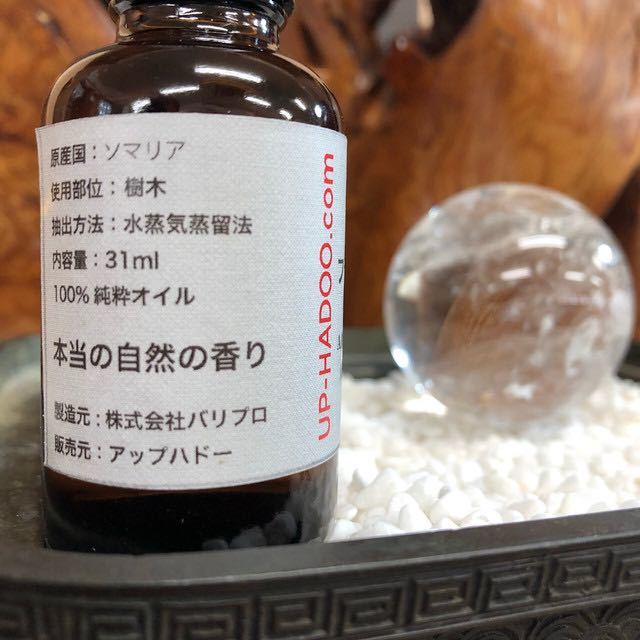 原産国：ソマリア
使用部位：樹木
抽出方法：水蒸気蒸留法
内容量：31ml
100% 純粋オイル
本当の自然の香り
製造元：株式会社バリプロ
販売元：アップハドー
UP-HADOO.com